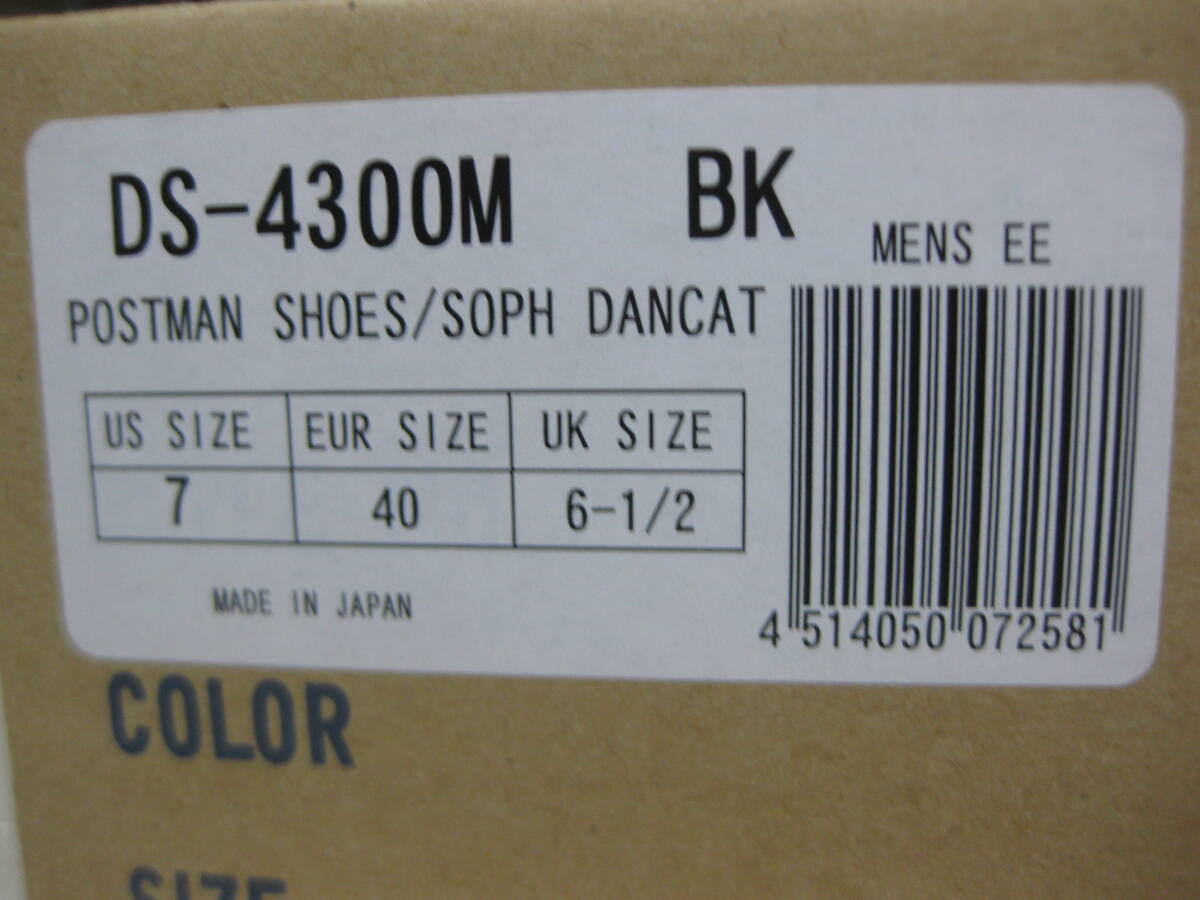 DS-4300M BK
MENS EE
POSTMAN SHOES/SOPH DANCAT
US SIZE EUR SIZE UK SIZE
7 40 6-1/2
MADE IN JAPAN
4 514050 072581
COLOR
SIZE